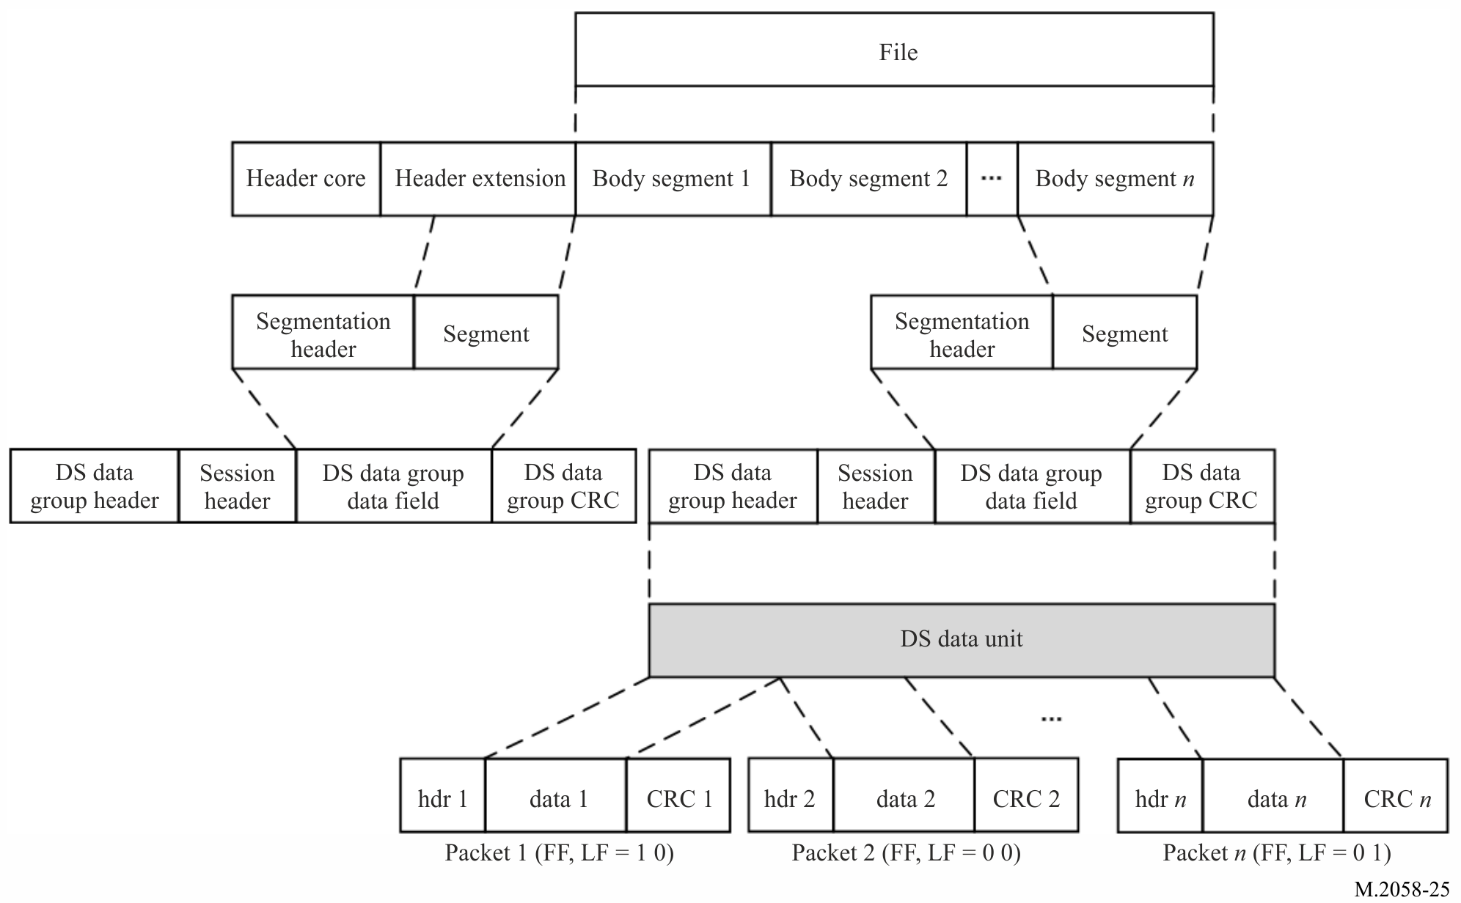 File
Header core
Header extension
Body segment 1
Body segment 2
...
Body segment n
Segmentation
header
Segment
Segmentation
header
Segment
DS data
group header
Session
header
DS data group
data field
DS data
group CRC
DS data
group header
Session
header
DS data group
data field
DS data
group CRC
DS data unit
...
hdr 1
data 1
CRC 1
hdr 2
data 2
CRC 2
hdr n
data n
CRC n
Packet 1 (FF, LF = 1 0)
Packet 2 (FF, LF = 0 0)
Packet n (FF, LF = 0 1)
M.2058-25